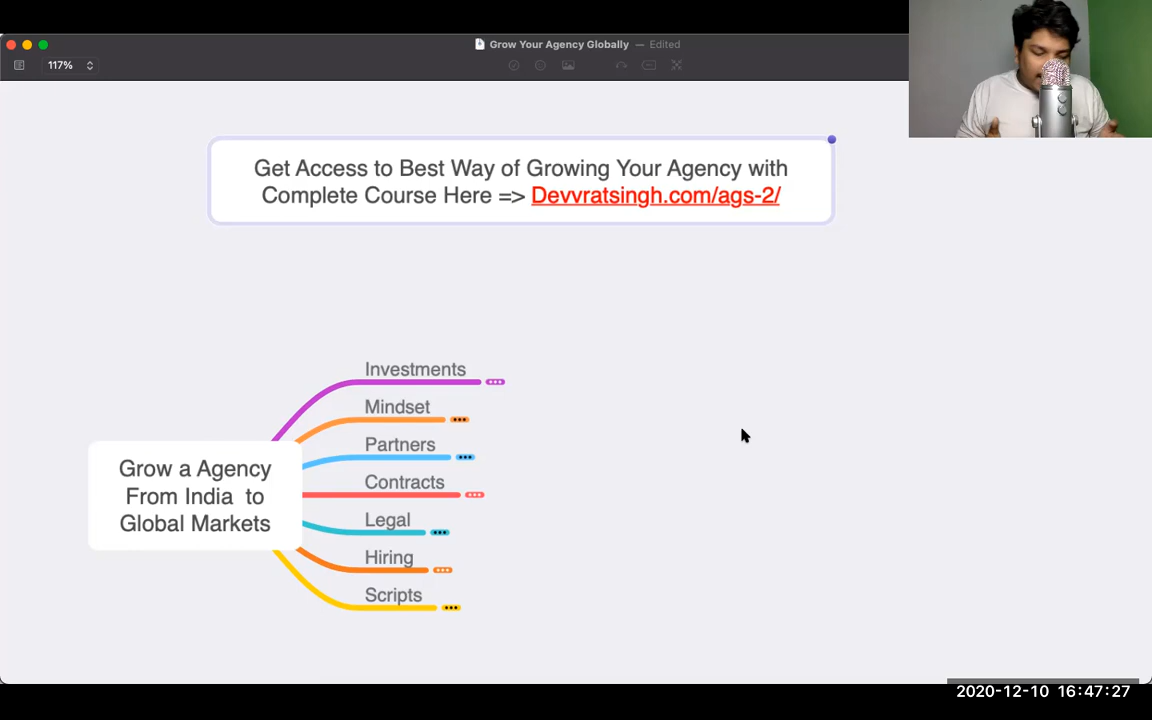 Grow Your Agency Globally — Edited
117%
Get Access to Best Way of Growing Your Agency with
Complete Course Here => Devvratsingh.com/ags-2/
Investments
Mindset
Partners
Contracts
Legal
Hiring
Scripts
Grow a Agency
From India to
Global Markets
2020-12-10 16:47:27